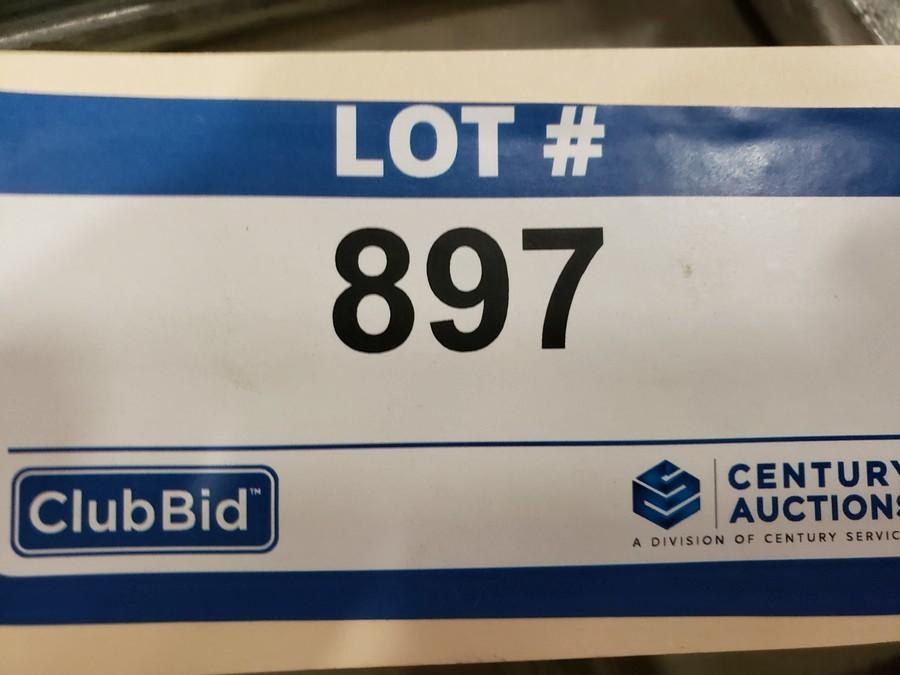 LOT #
897
ClubBid™
CENTURY
AUCTIONS
A DIVISION OF CENTURY SERVIC